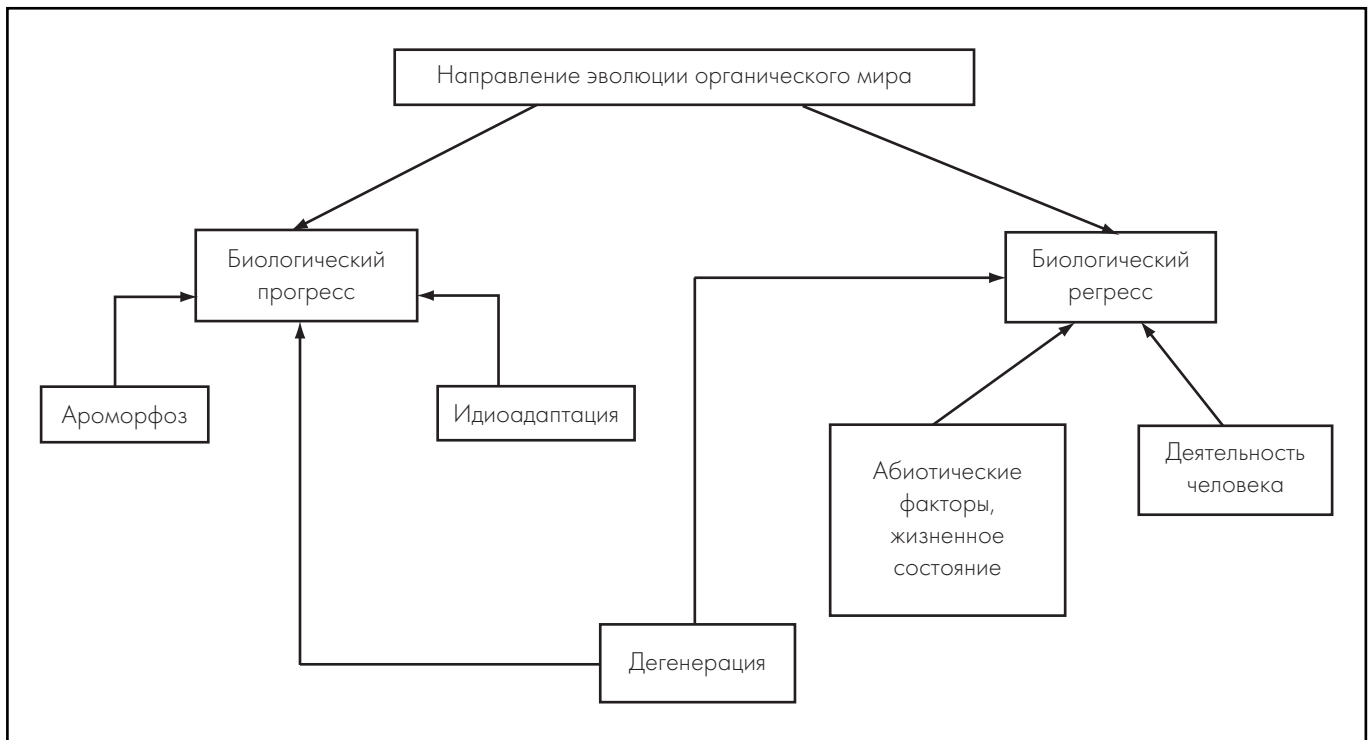 Направление эволюции органического мира
Биологический
прогресс
Биологический
регресс
Ароморфоз
Идиоадаптация
Абиотические
факторы,
жизненное
состояние
Деятельность
человека
Дегенерация